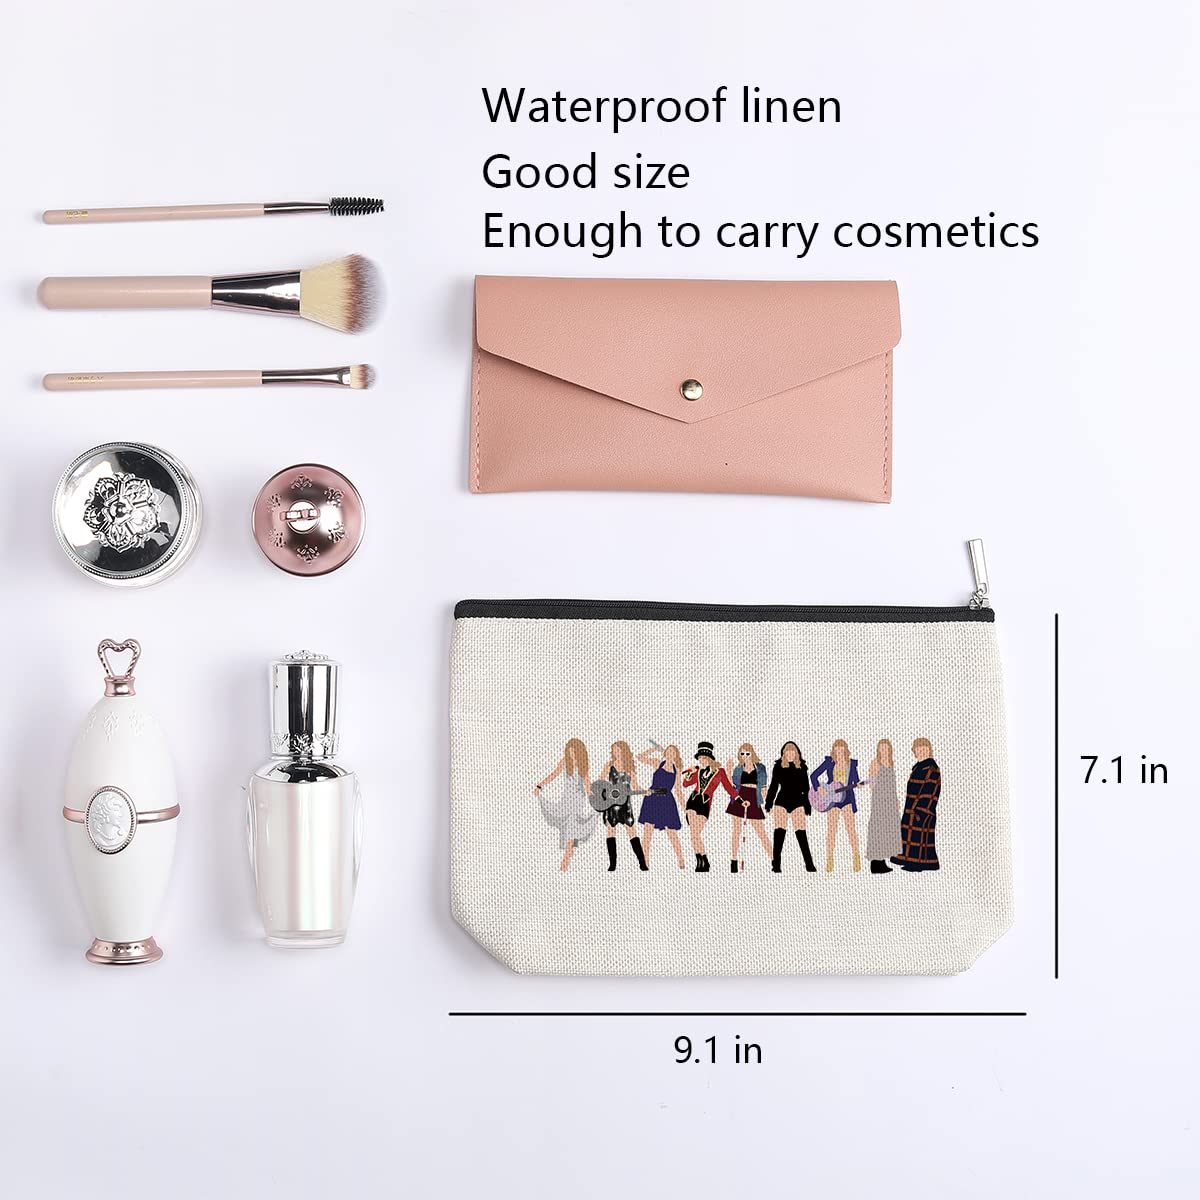 Waterproof linen
Good size
Enough to carry cosmetics
7.1 in
9.1 in